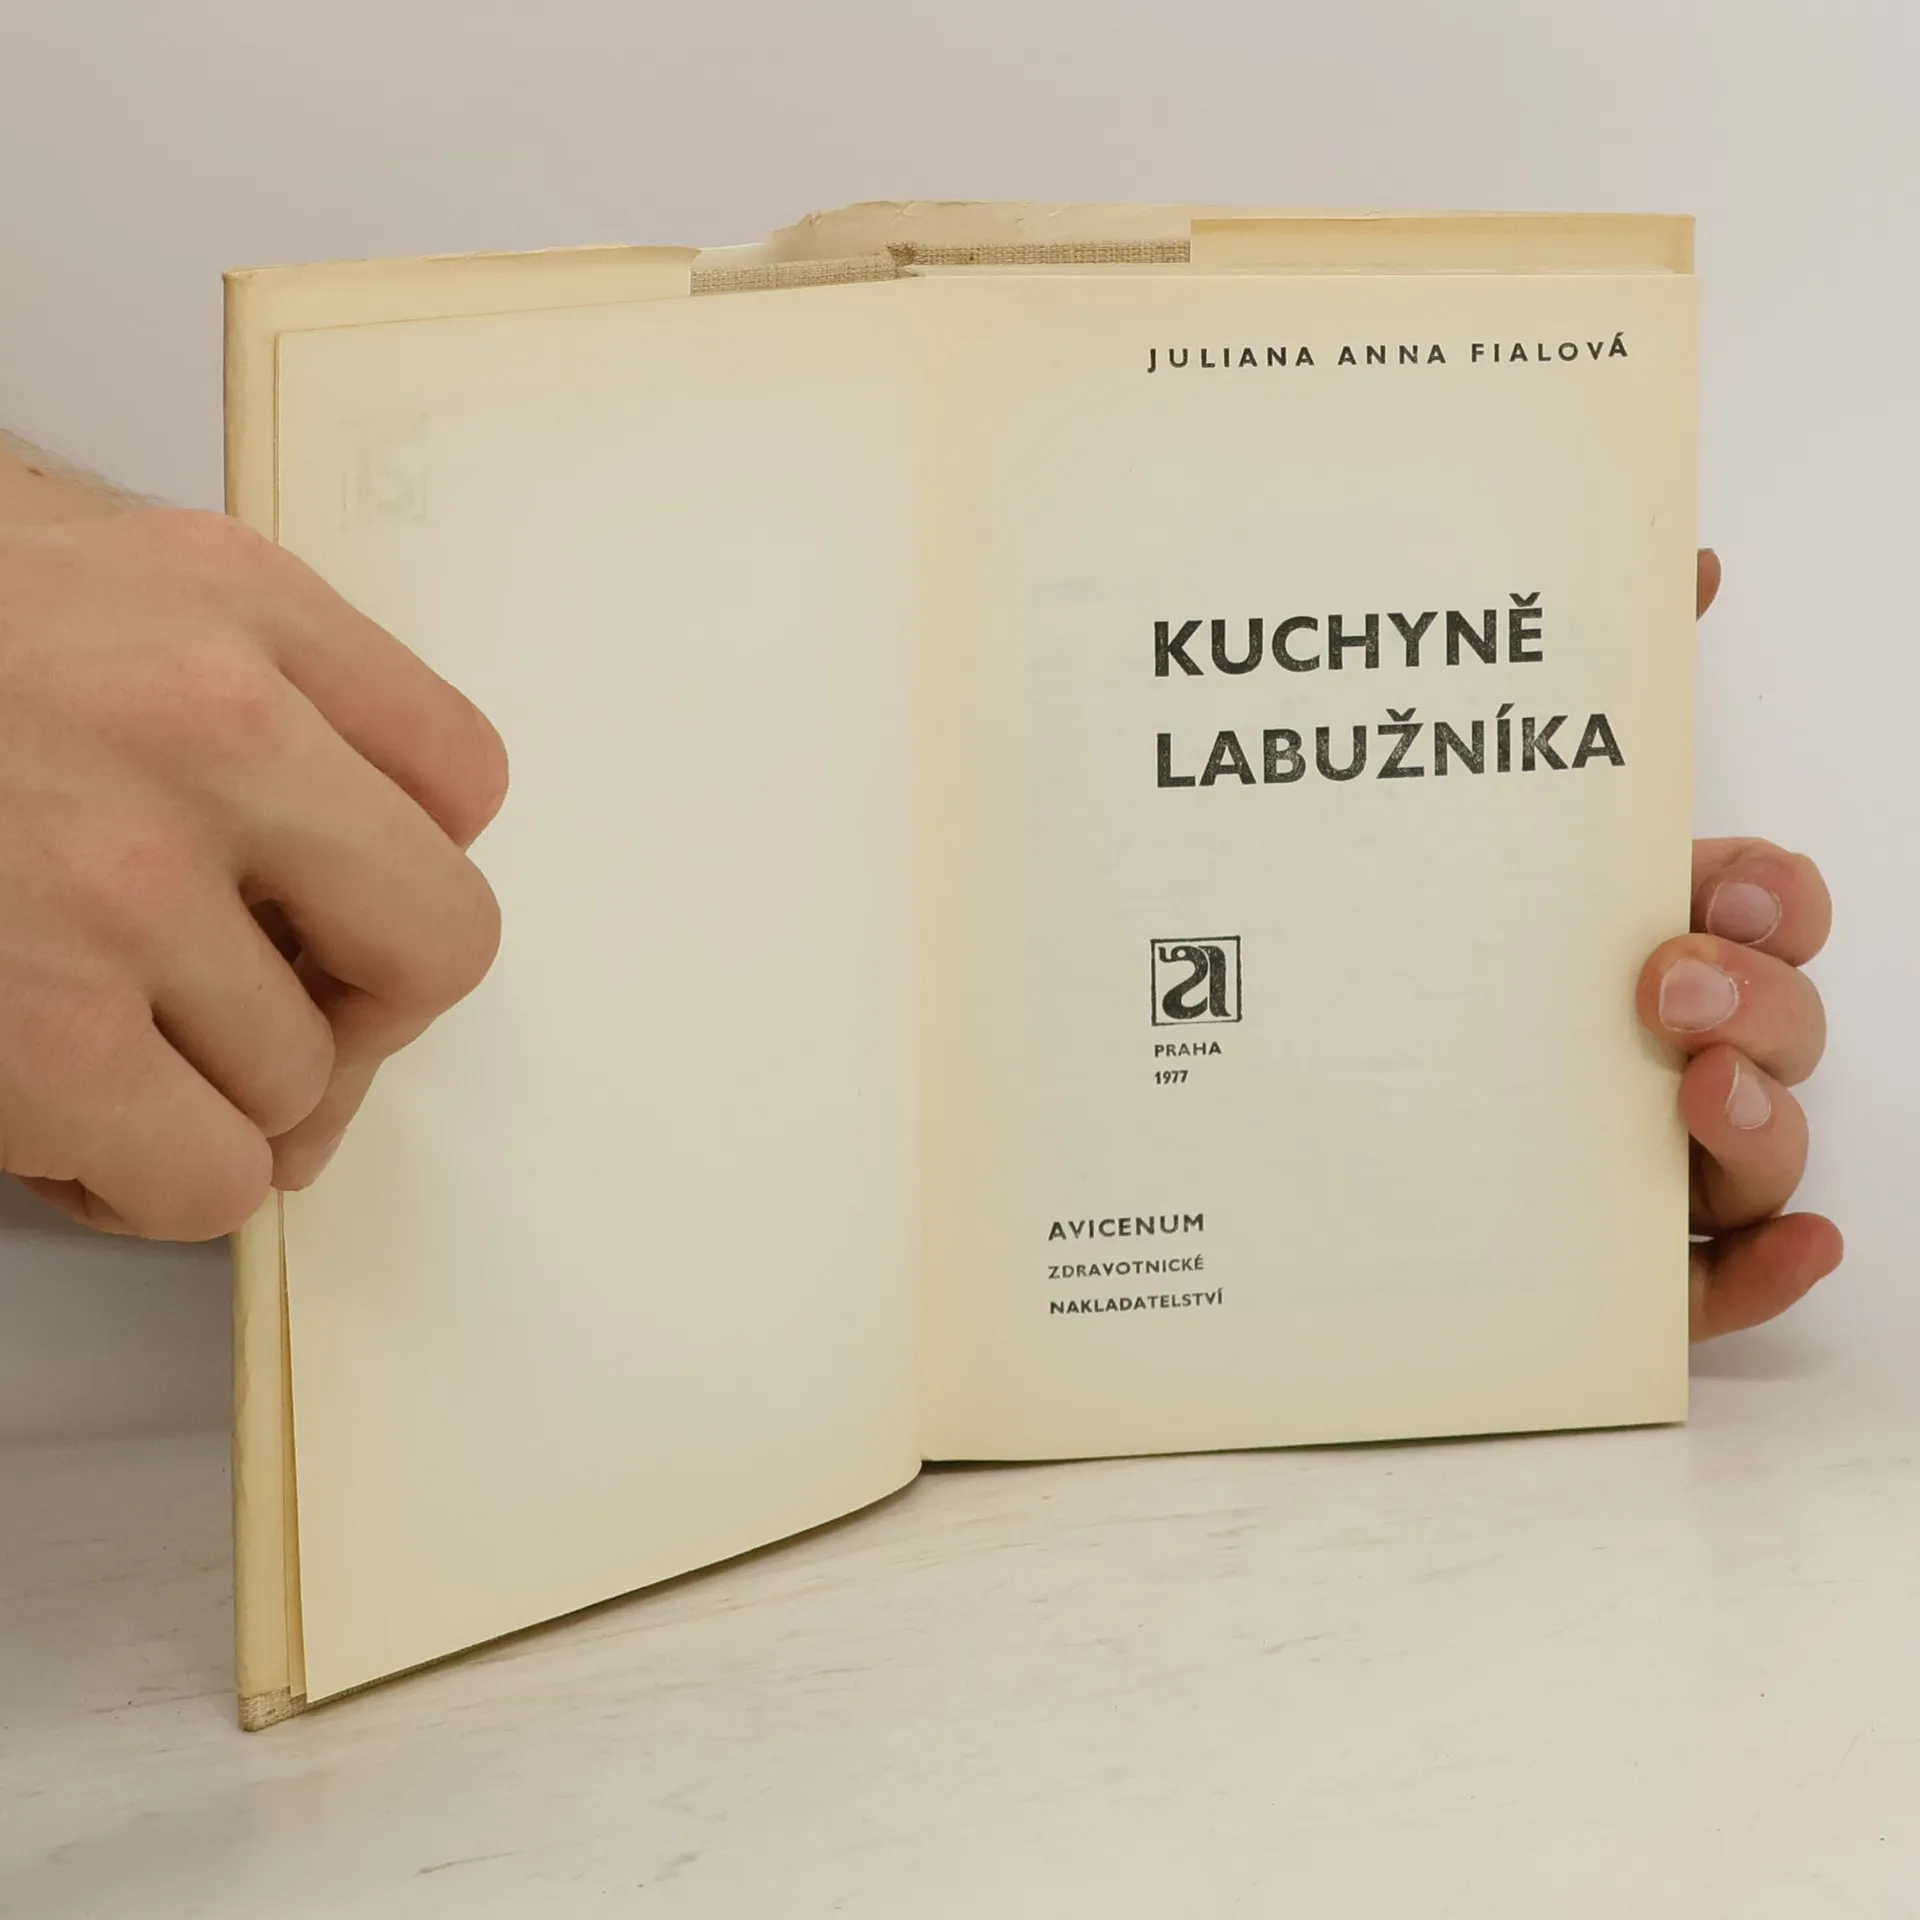 JULIANA ANNA FIALOVÁ
KUCHYNĚ
LABUŽNÍKA
a
PRAHA
1977
AVICENUM
ZDRAVOTNICKÉ
NAKLADATELSTVÍ